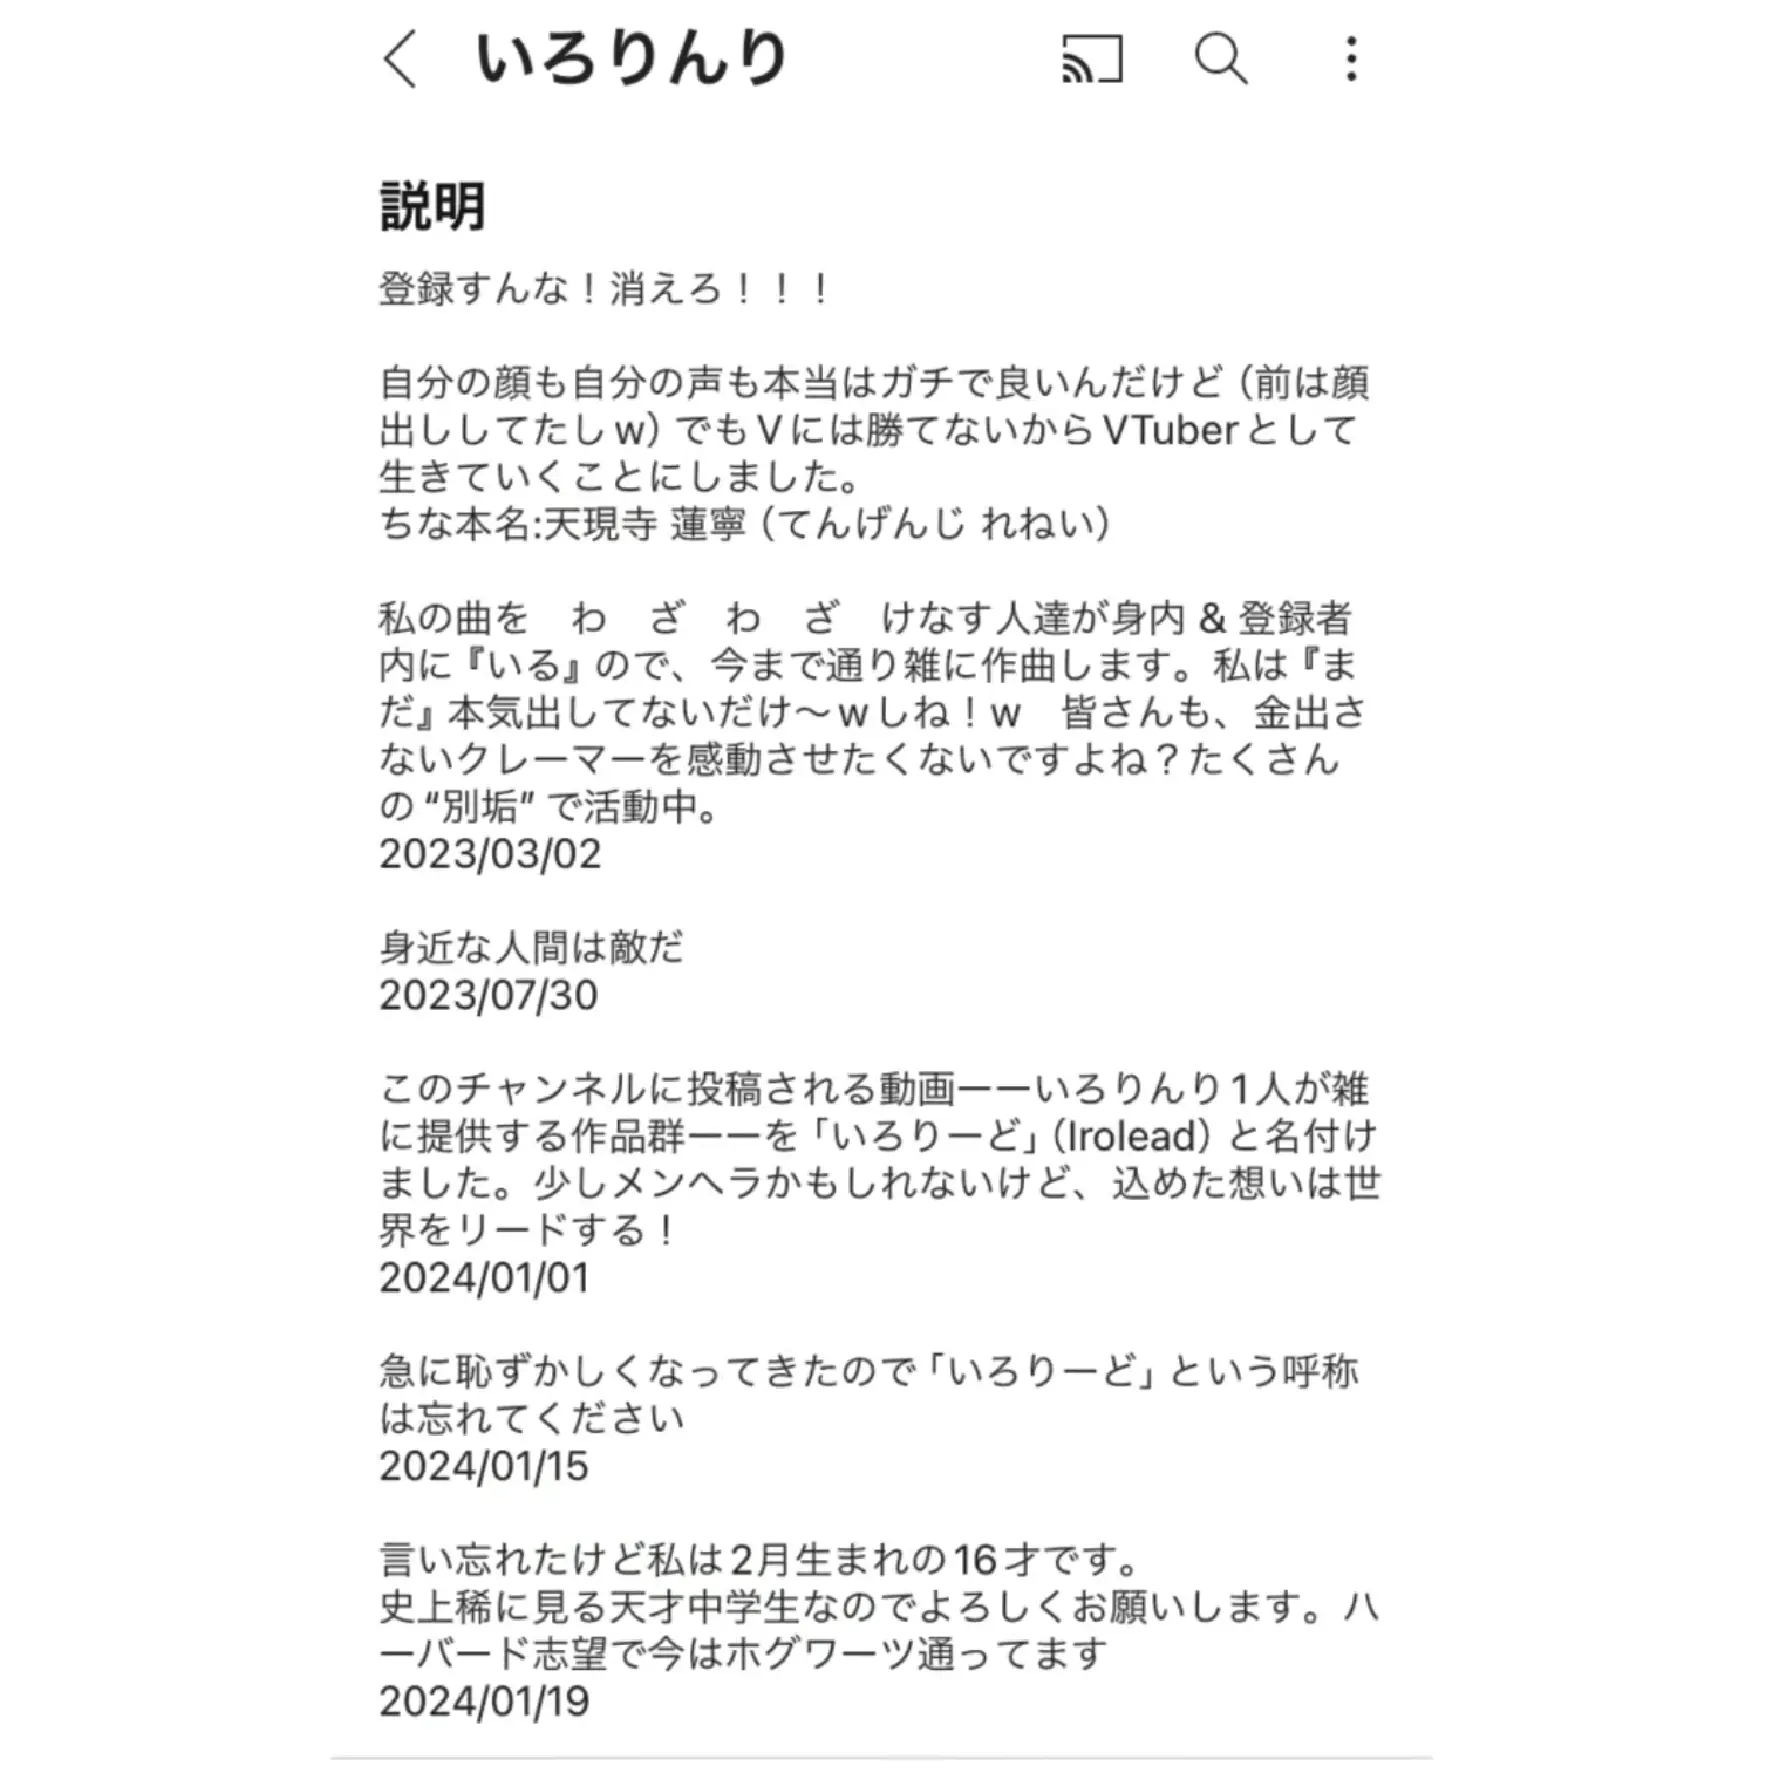 いろりんり
説明
登録すんな！消えろ！！！
自分の顔も自分の声も本当はガチで良いんだけど（前は顔
出ししてたしw）でもVには勝てないからVTuberとして
生きていくことにしました。
ちな本名:天現寺 蓮寧（てんげんじ れねい）
私の曲を　わ　ざ　わ　ざ　けなす人達が身内 & 登録者
内に『いる』ので、今まで通り雑に作曲します。私は『ま
だ』本気出してないだけ〜wしね！w　皆さんも、金出さ
ないクレーマーを感動させたくないですよね？たくさん
の“別垢” で活動中。
2023/03/02
身近な人間は敵だ
2023/07/30
このチャンネルに投稿される動画ーーいろりんり1人が雑
に提供する作品群ーーを「いろりーど」（Irolead）と名付け
ました。少しメンヘラかもしれないけど、込めた想いは世
界をリードする！
2024/01/01
急に恥ずかしくなってきたので「いろりーど」という呼称
は忘れてください
2024/01/15
言い忘れたけど私は2月生まれの16才です。
史上稀に見る天才中学生なのでよろしくお願いします。ハ
ーバード志望で今はホグワーツ通ってます
2024/01/19